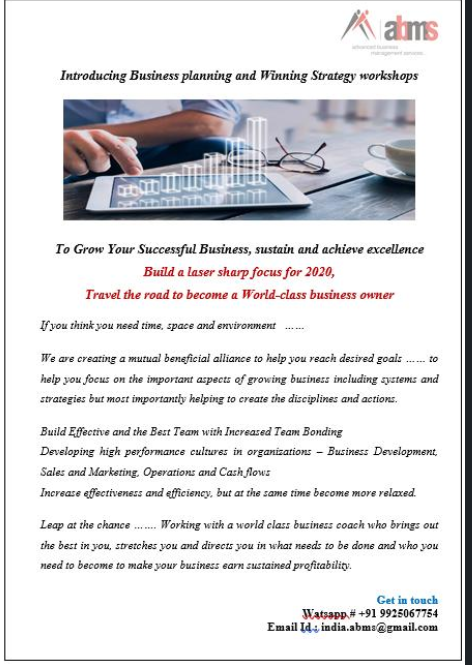 abms
advanced business
management services
Introducing Business planning and Winning Strategy workshops
To Grow Your Successful Business, sustain and achieve excellence
Build a laser sharp focus for 2020,
Travel the road to become a World-class business owner
If you think you need time, space and environment ……
We are creating a mutual beneficial alliance to help you reach desired goals …… to
help you focus on the important aspects of growing business including systems and
strategies but most importantly helping to create the disciplines and actions.
Build Effective and the Best Team with Increased Team Bonding
Developing high performance cultures in organizations – Business Development,
Sales and Marketing, Operations and Cash flows
Increase effectiveness and efficiency, but at the same time become more relaxed.
Leap at the chance ……. Working with a world class business coach who brings out
the best in you, stretches you and directs you in what needs to be done and who you
need to become to make your business earn sustained profitability.
Get in touch
Watsapp # +91 9925067754
Email Id : india.abms@gmail.com